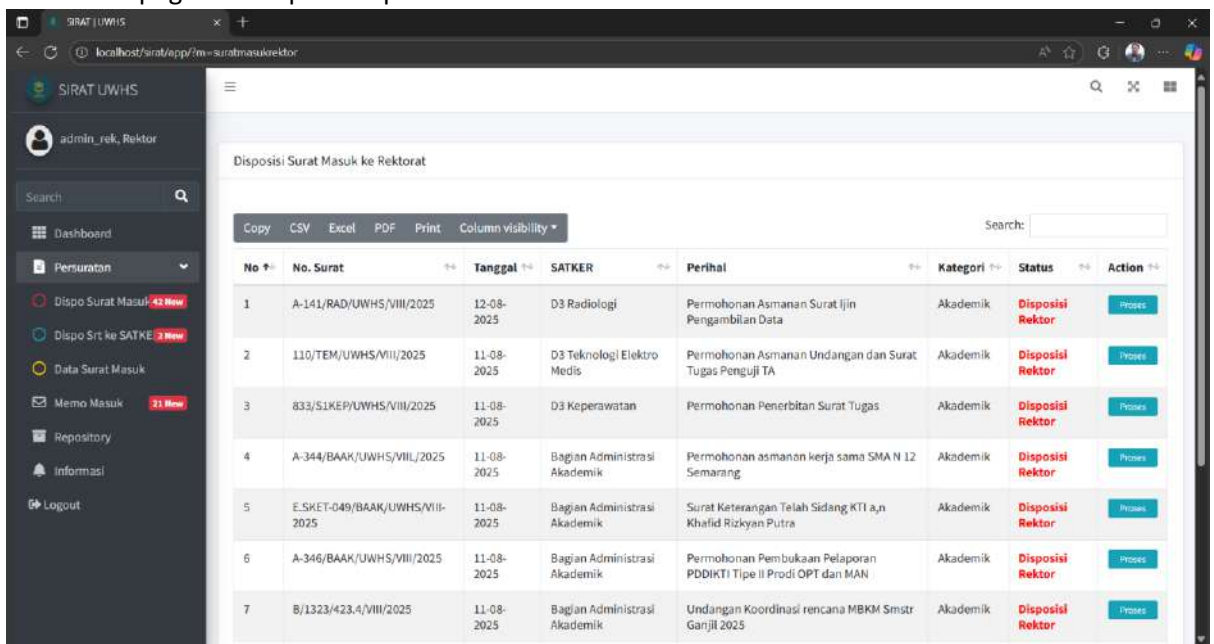 SIRAT | UWHS
localhost/sirat/app/?m=suratmasukrektor
SIRAT UWHS
admin_rek, Rektor
Search
Dashboard
Persuratan
Dispo Surat Masuk 42 New
Dispo Srt ke SATKE 2 New
Data Surat Masuk
Memo Masuk 21 New
Repository
Informasi
Logout
Disposisi Surat Masuk ke Rektorat
Copy CSV Excel PDF Print Column visibility
Search:
No No. Surat Tanggal SATKER Perihal Kategori Status Action
1 A-141/RAD/UWHS/VIII/2025 12-08- D3 Radiologi Permohonan Asmanan Surat Ijin Akademik Disposisi Proses
2025 Pengambilan Data Rektor
2 110/TEM/UWHS/VIII/2025 11-08- D3 Teknologi Elektro Permohonan Asmanan Undangan dan Surat Akademik Disposisi Proses
2025 Medis Tugas Penguji TA Rektor
3 833/S1KEP/UWHS/VIII/2025 11-08- D3 Keperawatan Permohonan Penerbitan Surat Tugas Akademik Disposisi Proses
2025 Rektor
4 A-344/BAAK/UWHS/VIIL/2025 11-08- Bagian Administrasi Permohonan asmanan kerja sama SMA N 12 Akademik Disposisi Proses
2025 Akademik Semarang Rektor
5 E.SKET-049/BAAK/UWHS/VIII- 11-08- Bagian Administrasi Surat Keterangan Telah Sidang KTI a,n Akademik Disposisi Proses
2025 2025 Akademik Khafid Rizkyan Putra Rektor
6 A-346/BAAK/UWHS/VIII/2025 11-08- Bagian Administrasi Permohonan Pembukaan Pelaporan Akademik Disposisi Proses
2025 Akademik PDDIKTI Tipe II Prodi OPT dan MAN Rektor
7 B/1323/423.4/VIII/2025 11-08- Bagian Administrasi Undangan Koordinasi rencana MBKM Smstr Akademik Disposisi Proses
2025 Akademik Ganjil 2025 Rektor